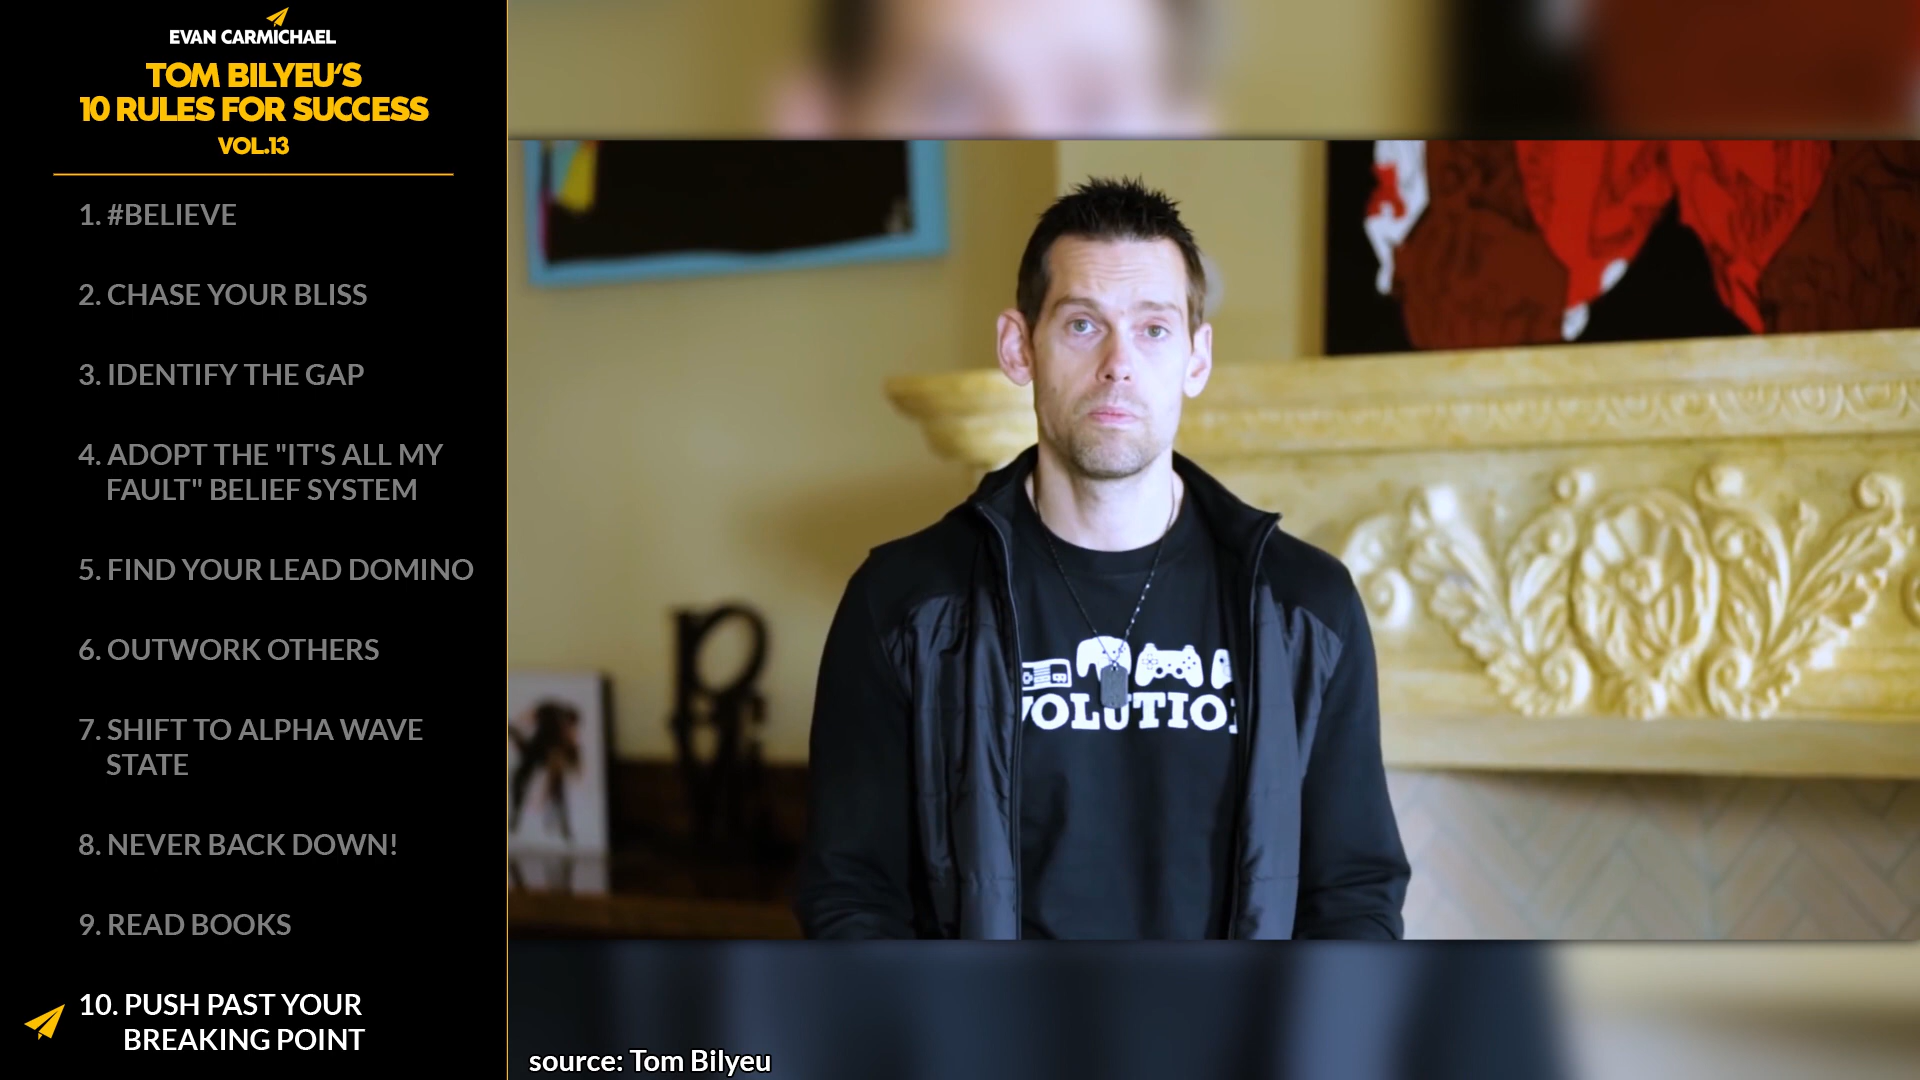 EVAN CARMICHAEL
TOM BILYEU'S
10 RULES FOR SUCCESS
VOL.13
1. #BELIEVE
2. CHASE YOUR BLISS
3. IDENTIFY THE GAP
4. ADOPT THE "IT'S ALL MY
FAULT" BELIEF SYSTEM
5. FIND YOUR LEAD DOMINO
6. OUTWORK OTHERS
7. SHIFT TO ALPHA WAVE
STATE
8. NEVER BACK DOWN!
9. READ BOOKS
10. PUSH PAST YOUR
BREAKING POINT
VOLUTION
source: Tom Bilyeu